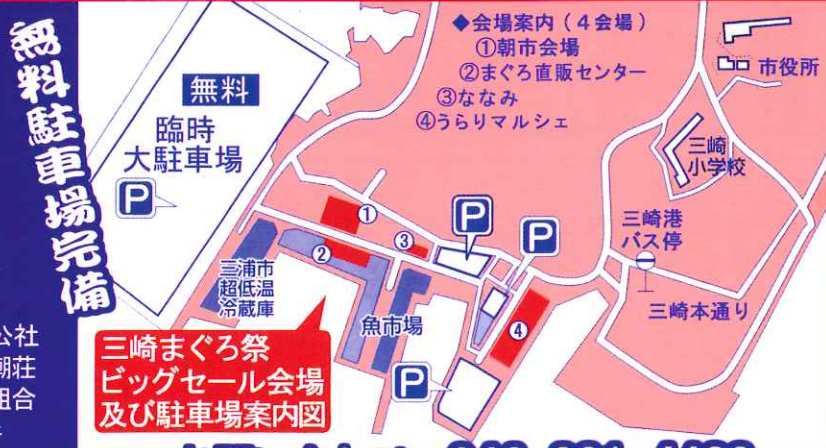 無料駐車場完備
◆会場案内（4会場）
①朝市会場
②まぐろ直販センター
③ななみ
④うらりマルシェ
市役所
無料
臨時
大駐車場
P
三崎
小学校
①
P
P
三崎港
バス停
②
③
三浦市
超低温
冷蔵庫
魚市場
④
三崎本通り
P
三崎まぐろ祭
ビッグセール会場
及び駐車場案内図
公社
朝荘
組合